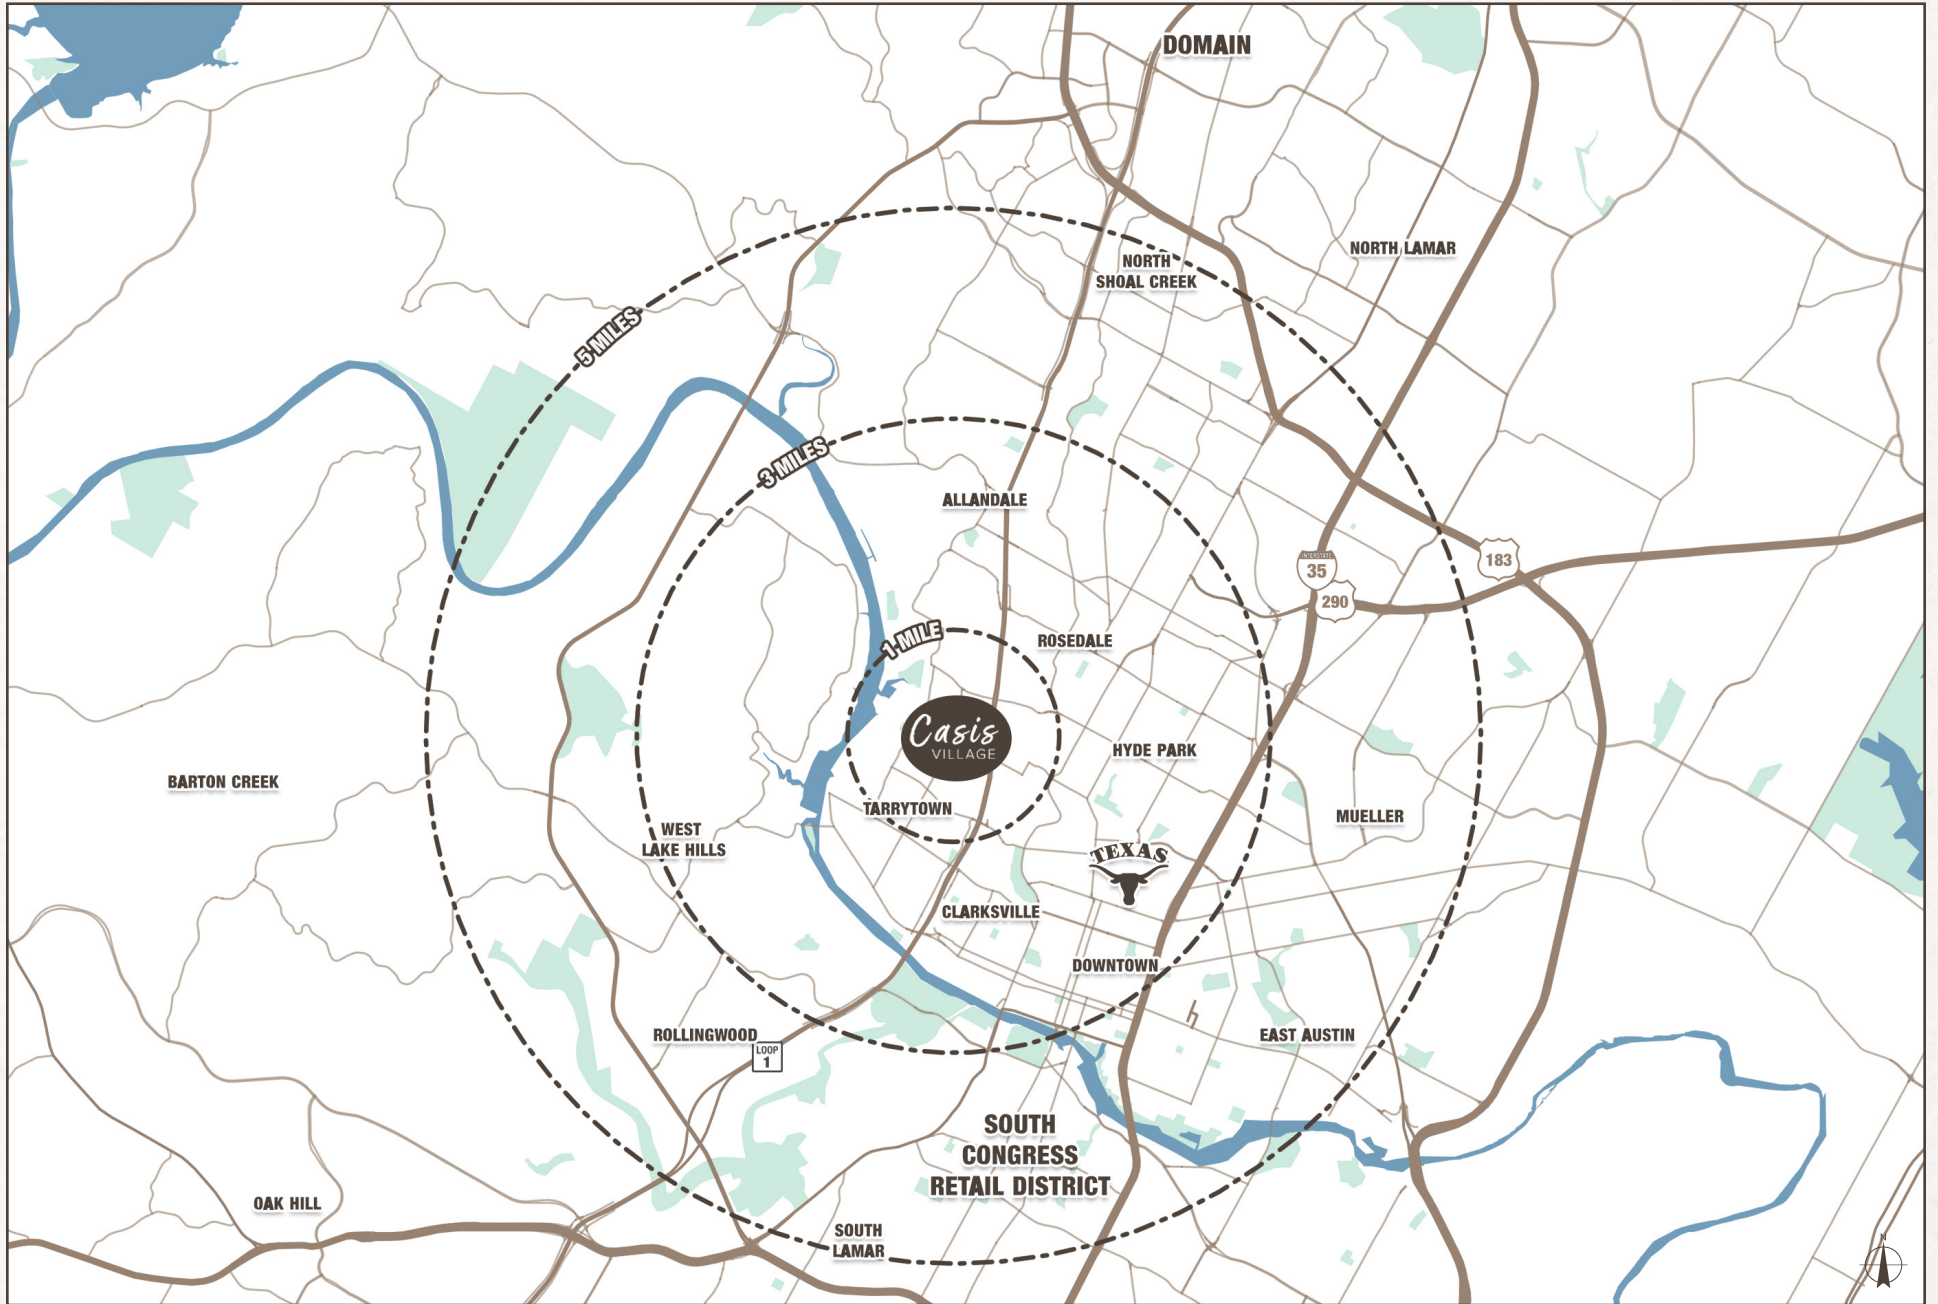 DOMAIN
NORTH LAMAR
NORTH
SHOAL CREEK
5 MILES
3 MILES
ALLANDALE
INTERSTATE
35
183
290
1 MILE
ROSEDALE
Casis
VILLAGE
HYDE PARK
BARTON CREEK
TARRYTOWN
MUELLER
WEST
LAKE HILLS
TEXAS
CLARKSVILLE
DOWNTOWN
ROLLINGWOOD
LOOP
1
EAST AUSTIN
SOUTH
CONGRESS
RETAIL DISTRICT
OAK HILL
SOUTH
LAMAR
N